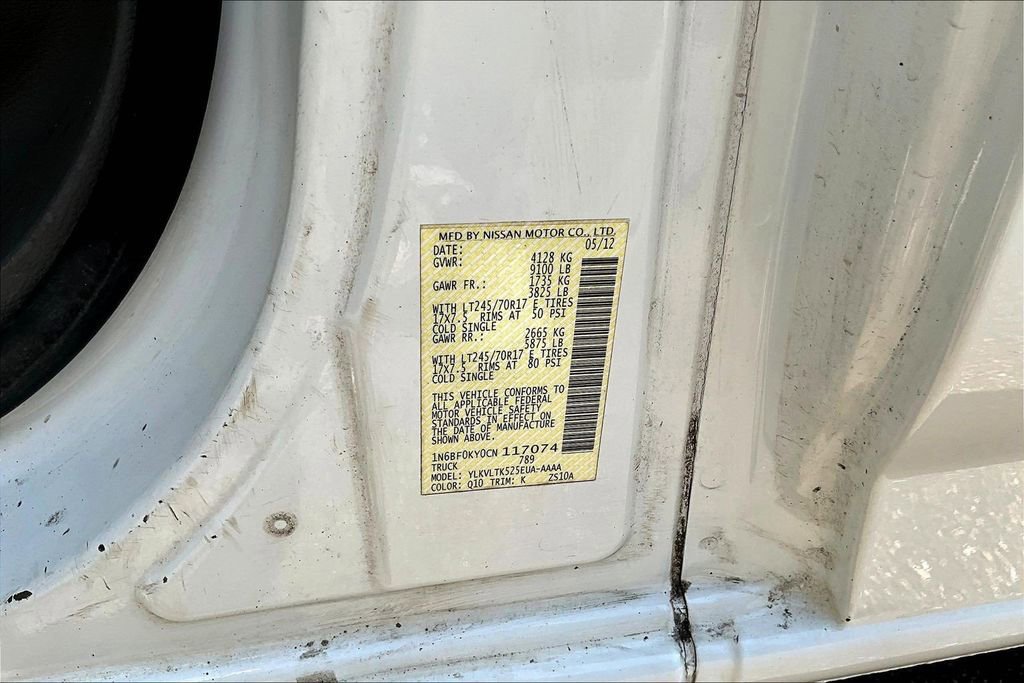 MFD BY NISSAN MOTOR CO., LTD.
DATE: 05/12
GVWR: 4128 KG
9100 LB
GAWR FR.: 1735 KG
3825 LB
WITH LT245/70R17 E TIRES
17X7.5 RIMS AT 50 PSI
COLD SINGLE
GAWR RR.: 2665 KG
5875 LB
WITH LT245/70R17 E TIRES
17X7.5 RIMS AT 80 PSI
COLD SINGLE
THIS VEHICLE CONFORMS TO
ALL APPLICABLE FEDERAL
MOTOR VEHICLE SAFETY
STANDARDS IN EFFECT ON
THE DATE OF MANUFACTURE
SHOWN ABOVE.
1N6BF0KY0CN 117074
TRUCK 789
MODEL: YLKVLTK525EUA-AAAA
COLOR: Q10 TRIM: K ZS10A